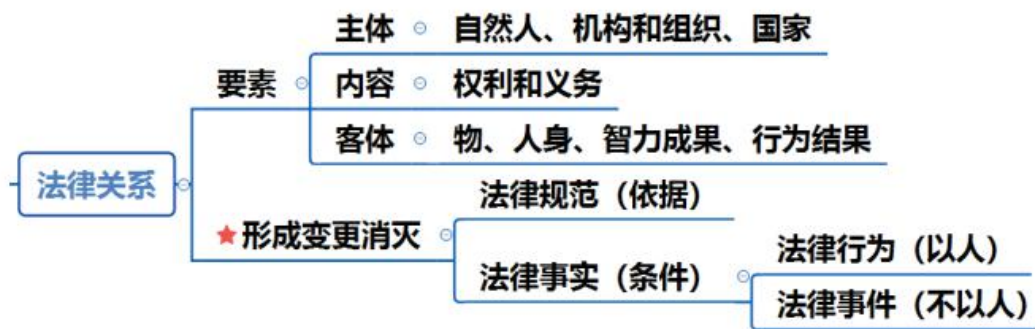 主体
自然人、机构和组织、国家
要素
内容
权利和义务
客体
物、人身、智力成果、行为结果
法律关系
法律规范（依据）
形成变更消灭
法律行为（以人）
法律事实（条件）
法律事件（不以人）